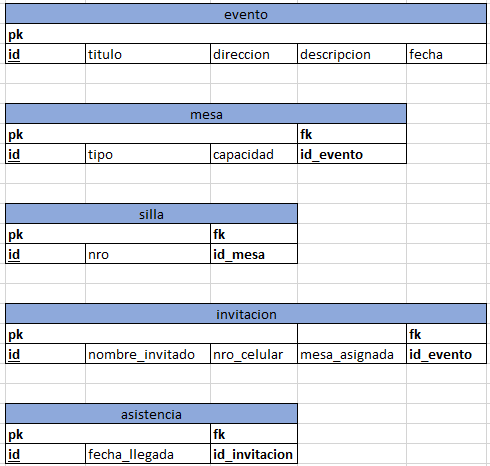 evento
pk
id titulo direccion descripcion fecha
mesa
pk fk
id tipo capacidad id_evento
silla
pk fk
id nro id_mesa
invitacion
pk fk
id nombre_invitado nro_celular mesa_asignada id_evento
asistencia
pk fk
id fecha_llegada id_invitacion